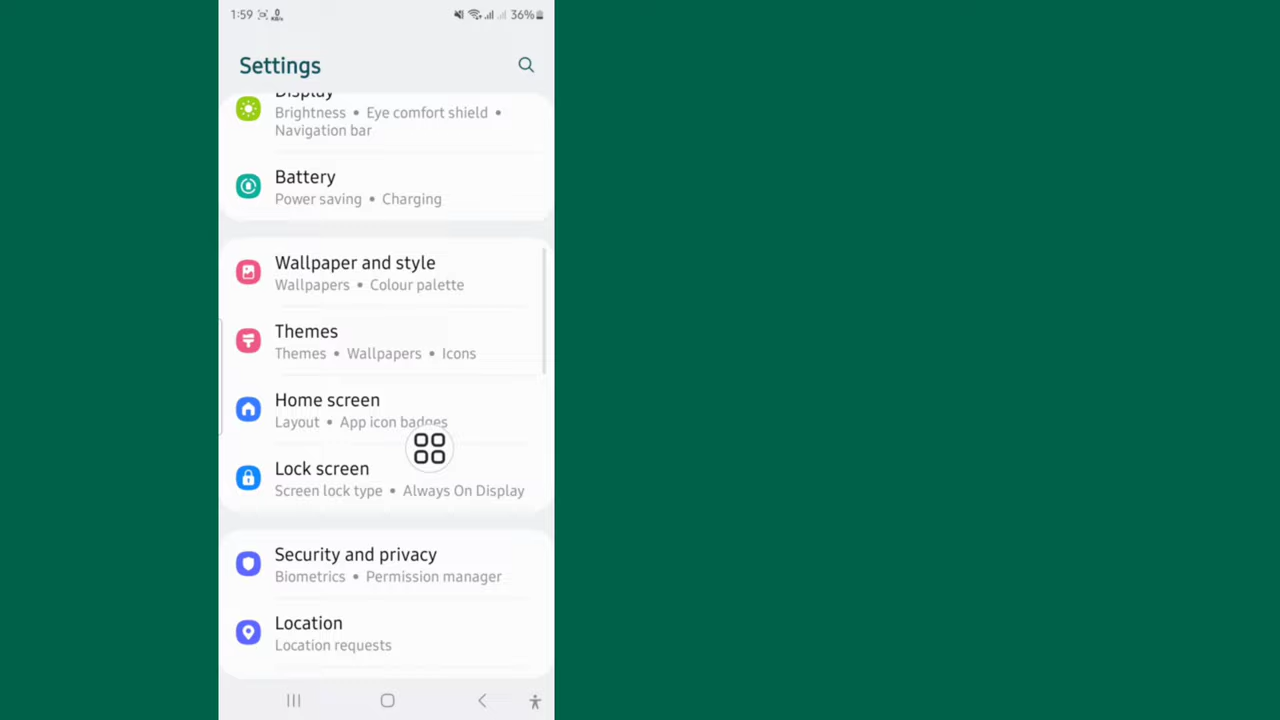 1:59 0 KB/s 36%
Settings
Display
Brightness • Eye comfort shield •
Navigation bar
Battery
Power saving • Charging
Wallpaper and style
Wallpapers • Colour palette
Themes
Themes • Wallpapers • Icons
Home screen
Layout • App icon badges
Lock screen
Screen lock type • Always On Display
Security and privacy
Biometrics • Permission manager
Location
Location requests